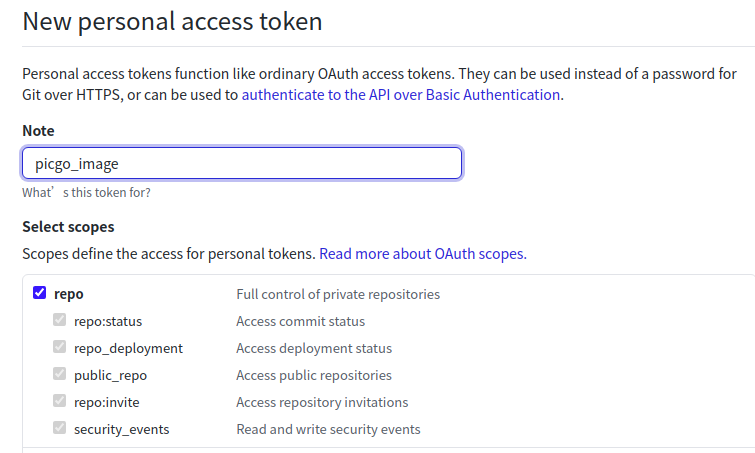 New personal access token
Personal access tokens function like ordinary OAuth access tokens. They can be used instead of a password for
Git over HTTPS, or can be used to authenticate to the API over Basic Authentication.
Note
picgo_image
What’s this token for?
Select scopes
Scopes define the access for personal tokens. Read more about OAuth scopes.
repo Full control of private repositories
repo:status Access commit status
repo_deployment Access deployment status
public_repo Access public repositories
repo:invite Access repository invitations
security_events Read and write security events